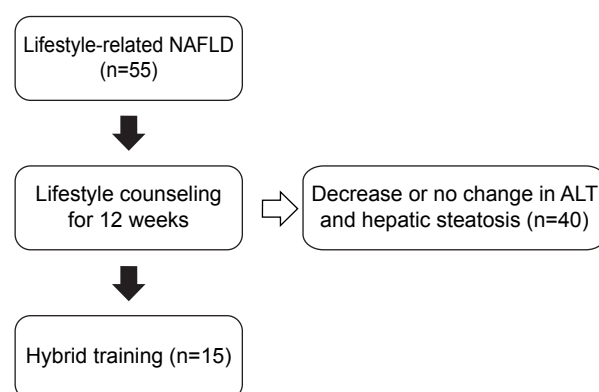 Lifestyle-related NAFLD
(n=55)
Lifestyle counseling
for 12 weeks
Decrease or no change in ALT
and hepatic steatosis (n=40)
Hybrid training (n=15)